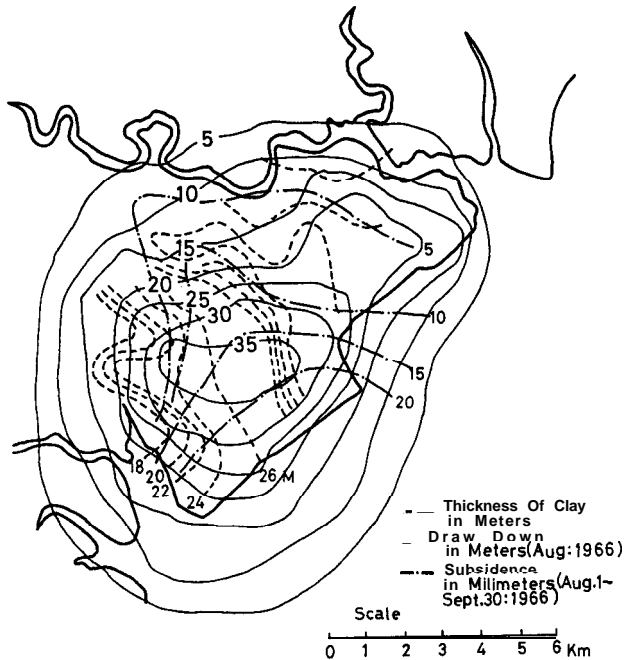 5
10
15
5
20
25
30
10
35
15
20
18
20
22
24
26 M
Thickness Of Clay
in Meters
Draw Down
in Meters(Aug:1966)
Subsidence
in Milimeters(Aug.1~
Sept.30:1966)
Scale
0 1 2 3 4 5 6 Km